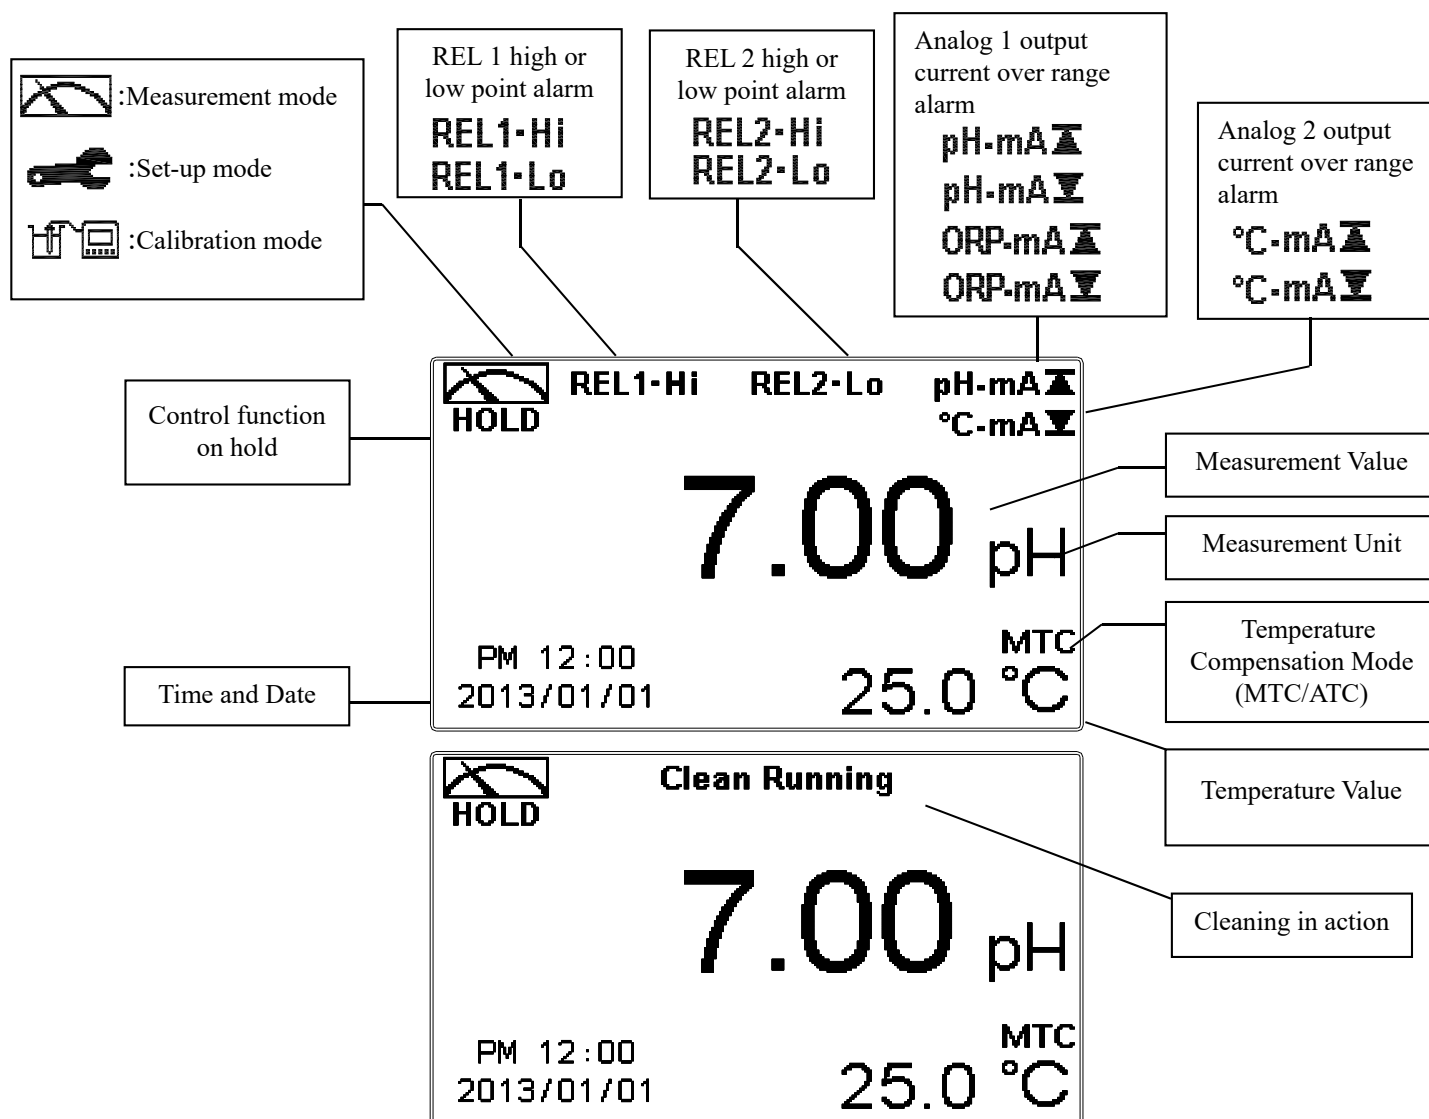 :Measurement mode
:Set-up mode
:Calibration mode
REL 1 high or
low point alarm
REL1-Hi
REL1-Lo
REL 2 high or
low point alarm
REL2-Hi
REL2-Lo
Analog 1 output
current over range
alarm
pH-mA
pH-mA
ORP-mA
ORP-mA
Analog 2 output
current over range
alarm
°C-mA
°C-mA
Control function
on hold
Time and Date
HOLD
REL1-Hi
REL2-Lo
pH-mA
°C-mA
7.00 pH
PM 12:00
2013/01/01
MTC
25.0 °C
Measurement Value
Measurement Unit
Temperature
Compensation Mode
(MTC/ATC)
Temperature Value
HOLD
Clean Running
7.00 pH
PM 12:00
2013/01/01
MTC
25.0 °C
Cleaning in action